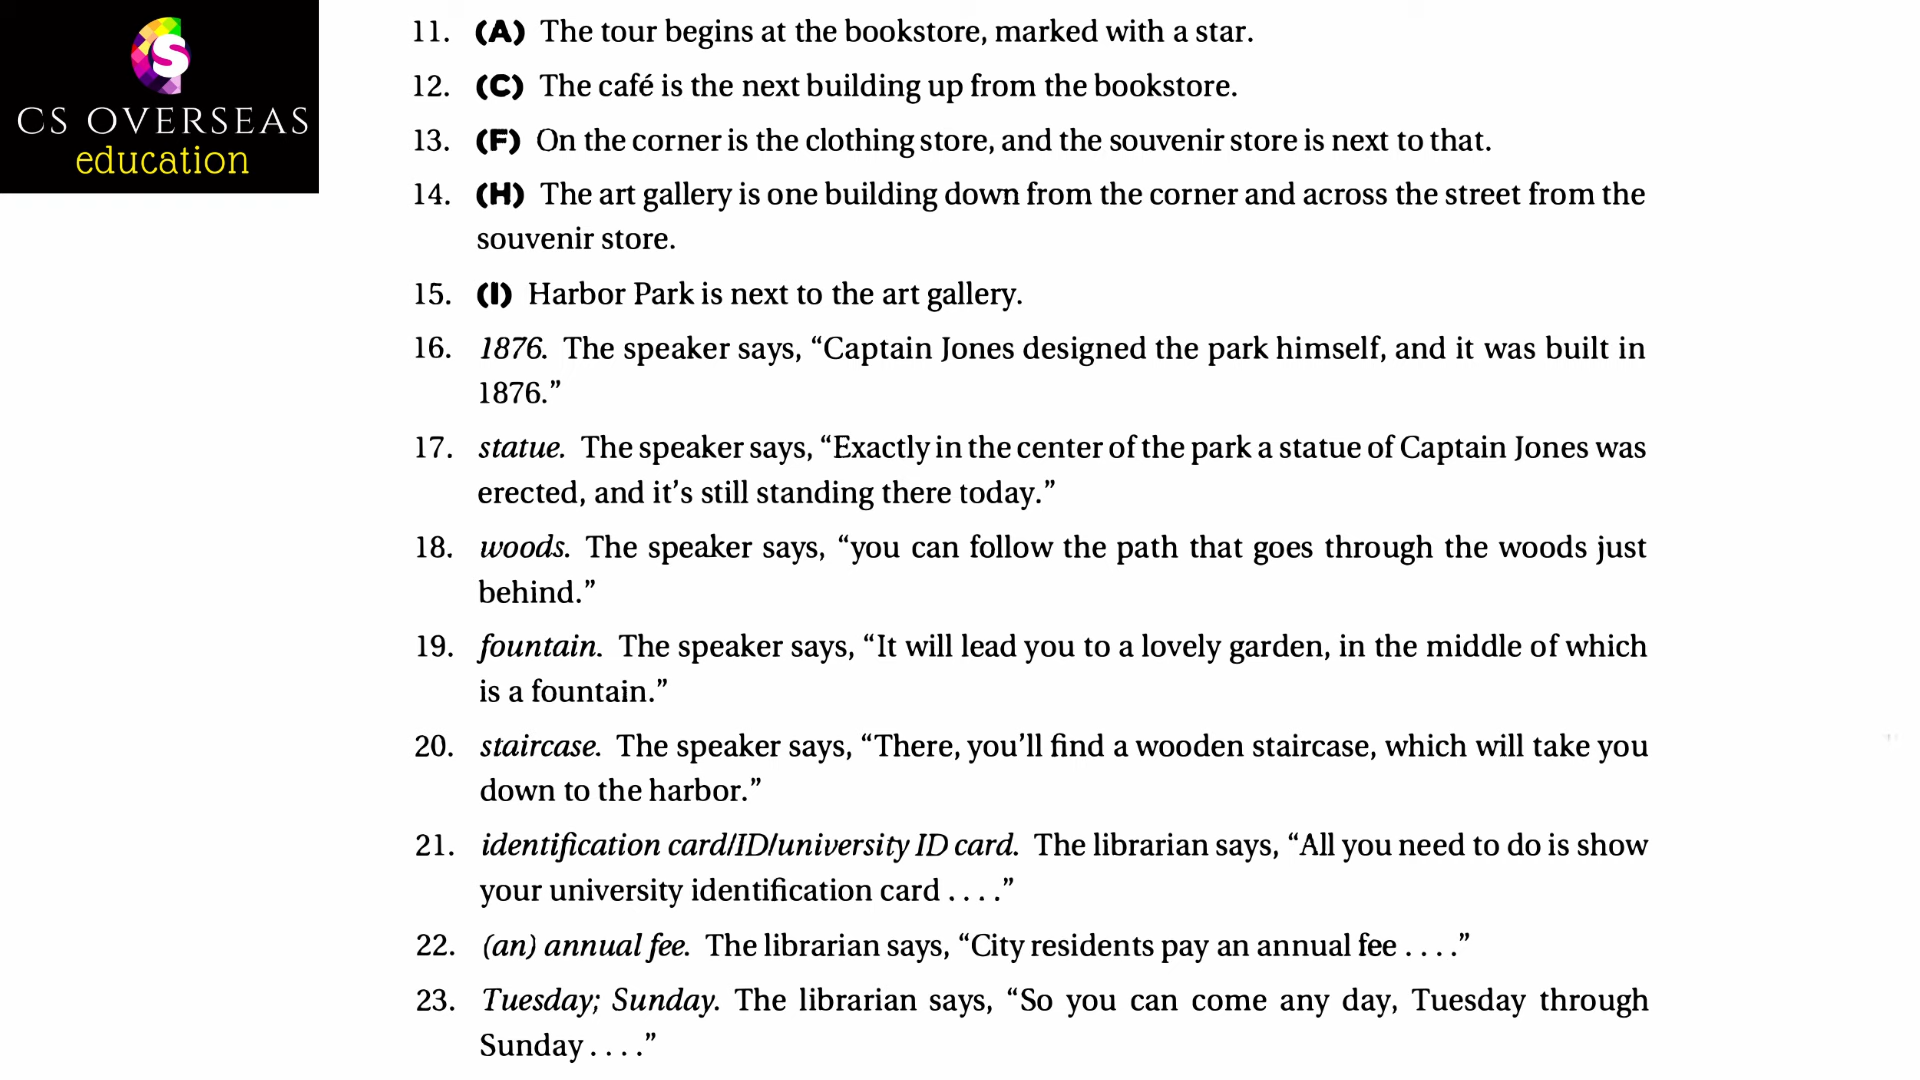 S
CS OVERSEAS
education
11. (A) The tour begins at the bookstore, marked with a star.
12. (C) The café is the next building up from the bookstore.
13. (F) On the corner is the clothing store, and the souvenir store is next to that.
14. (H) The art gallery is one building down from the corner and across the street from the
souvenir store.
15. (I) Harbor Park is next to the art gallery.
16. 1876. The speaker says, “Captain Jones designed the park himself, and it was built in
1876.”
17. statue. The speaker says, “Exactly in the center of the park a statue of Captain Jones was
erected, and it’s still standing there today.”
18. woods. The speaker says, “you can follow the path that goes through the woods just
behind.”
19. fountain. The speaker says, “It will lead you to a lovely garden, in the middle of which
is a fountain.”
20. staircase. The speaker says, “There, you’ll find a wooden staircase, which will take you
down to the harbor.”
21. identification card/ID/university ID card. The librarian says, “All you need to do is show
your university identification card . . . .”
22. (an) annual fee. The librarian says, “City residents pay an annual fee . . . .”
23. Tuesday; Sunday. The librarian says, “So you can come any day, Tuesday through
Sunday . . . .”